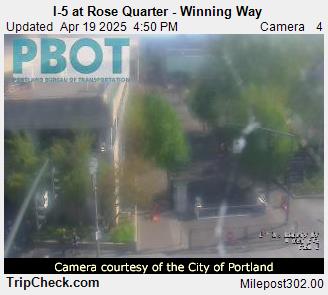 I-5 at Rose Quarter - Winning Way
Updated Apr 19 2025 4:50 PM Camera 4
PBOT
PORTLAND BUREAU OF TRANSPORTATION
Camera courtesy of the City of Portland
TripCheck.com Milepost302.00